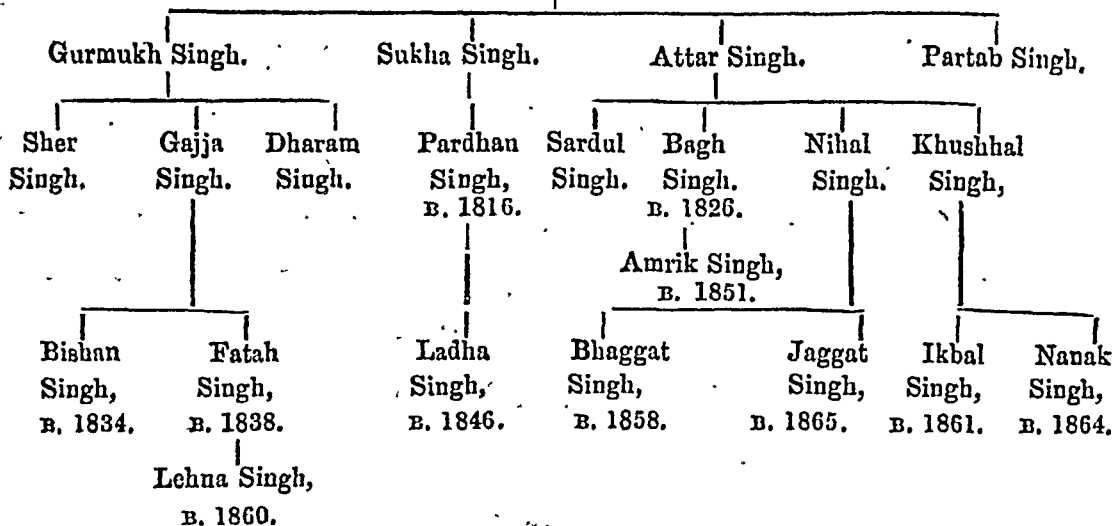 Gurmukh Singh. Sukha Singh. Attar Singh. Partab Singh.
Sher Gajja Dharam Pardhan Sardul Bagh Nihal Khushhal
Singh. Singh. Singh. Singh, Singh. Singh. Singh. Singh,
B. 1816. B. 1826.
Amrik Singh,
B. 1851.
Bishan Fatah Ladha Bhaggat Jaggat Ikbal Nanak
Singh, Singh, Singh, Singh, Singh, Singh, Singh,
B. 1834. B. 1838. B. 1846. B. 1858. B. 1865. B. 1861. B. 1864.
Lehna Singh,
B. 1860.